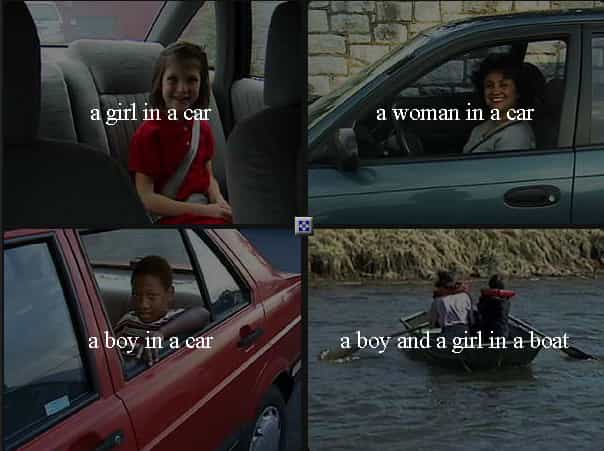 a girl in a car
a woman in a car
a boy in a car
a boy and a girl in a boat